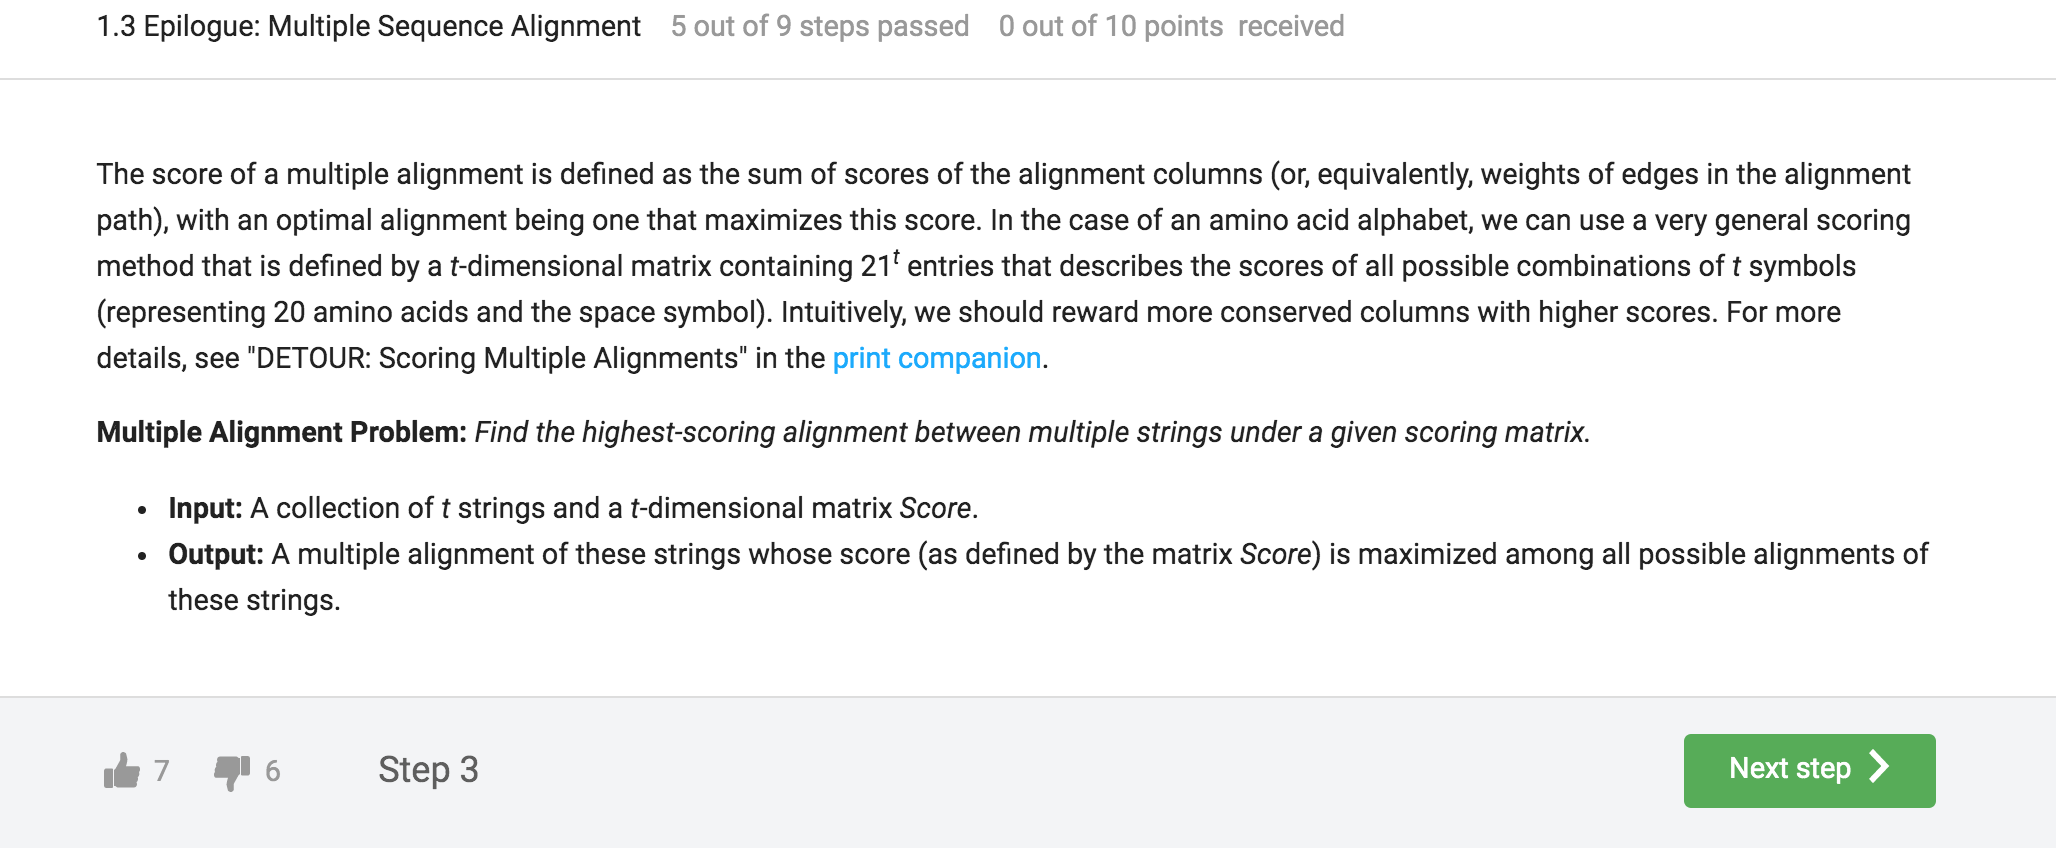 1.3 Epilogue: Multiple Sequence Alignment 5 out of 9 steps passed 0 out of 10 points received
The score of a multiple alignment is defined as the sum of scores of the alignment columns (or, equivalently, weights of edges in the alignment
path), with an optimal alignment being one that maximizes this score. In the case of an amino acid alphabet, we can use a very general scoring
method that is defined by a t-dimensional matrix containing 21ᵗ entries that describes the scores of all possible combinations of t symbols
(representing 20 amino acids and the space symbol). Intuitively, we should reward more conserved columns with higher scores. For more
details, see "DETOUR: Scoring Multiple Alignments" in the print companion.
Multiple Alignment Problem: Find the highest-scoring alignment between multiple strings under a given scoring matrix.
• Input: A collection of t strings and a t-dimensional matrix Score.
• Output: A multiple alignment of these strings whose score (as defined by the matrix Score) is maximized among all possible alignments of
these strings.
7 6 Step 3 Next step